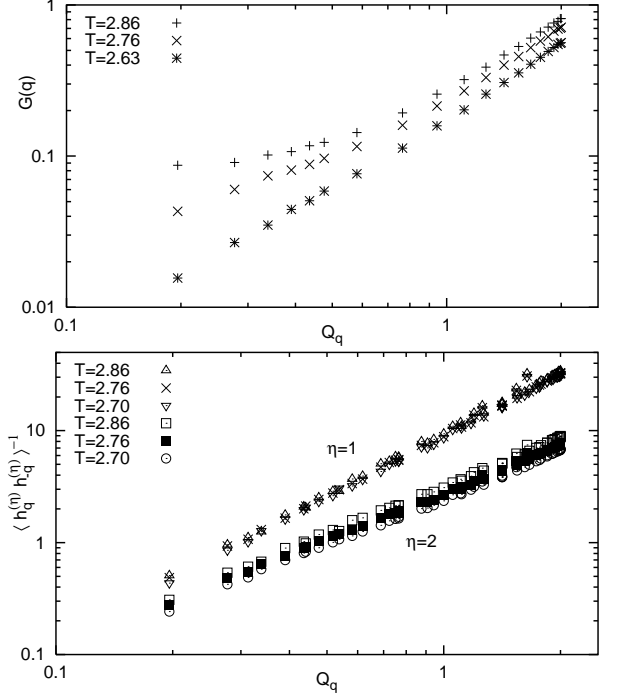 G(q)
1
0.1
0.01
T=2.86
T=2.76
T=2.63
0.1
1
Q_q
⟨ h_q^(η) h_-q^(η) ⟩^-1
10
1
0.1
T=2.86
T=2.76
T=2.70
T=2.86
T=2.76
T=2.70
η=1
η=2
0.1
1
Q_q